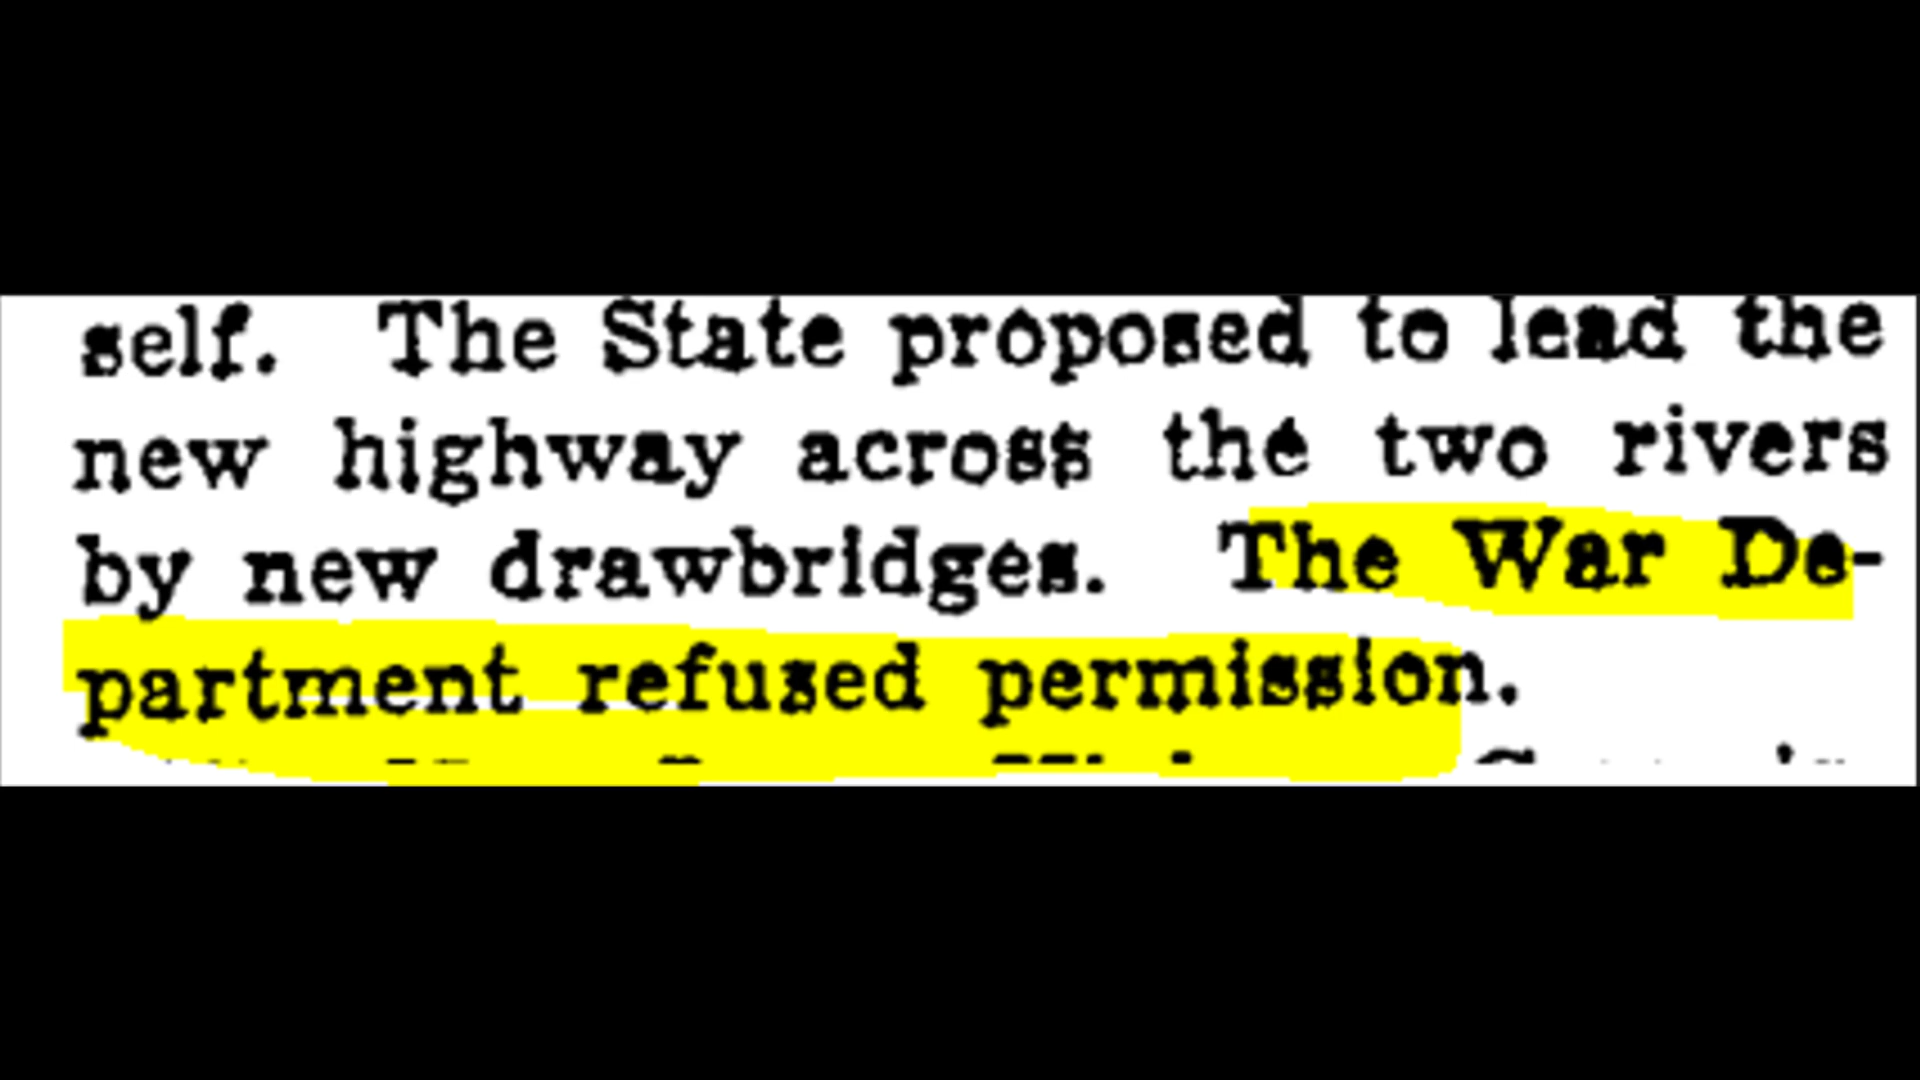 self. The State proposed to lead the
new highway across the two rivers
by new drawbridges. The War De-
partment refused permission.